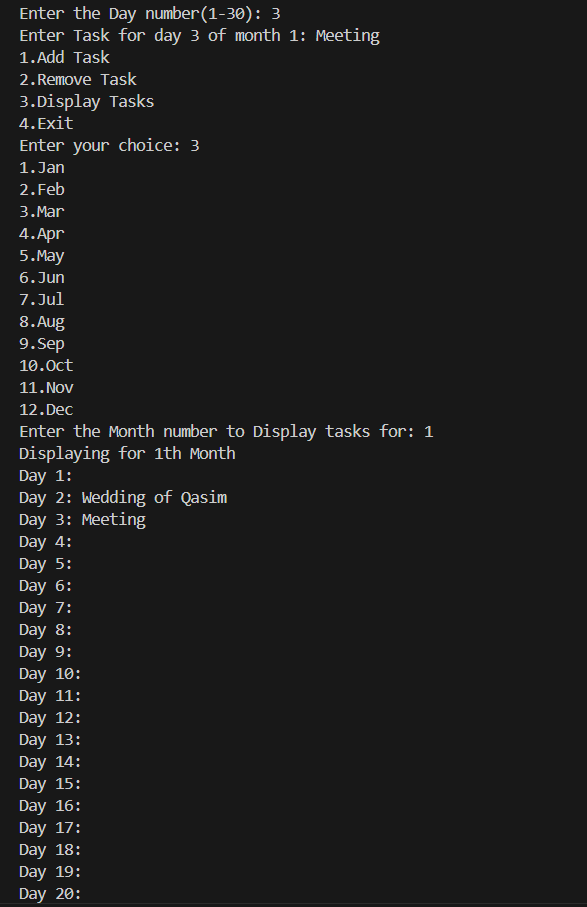 Enter the Day number(1-30): 3
Enter Task for day 3 of month 1: Meeting
1.Add Task
2.Remove Task
3.Display Tasks
4.Exit
Enter your choice: 3
1.Jan
2.Feb
3.Mar
4.Apr
5.May
6.Jun
7.Jul
8.Aug
9.Sep
10.Oct
11.Nov
12.Dec
Enter the Month number to Display tasks for: 1
Displaying for 1th Month
Day 1:
Day 2: Wedding of Qasim
Day 3: Meeting
Day 4:
Day 5:
Day 6:
Day 7:
Day 8:
Day 9:
Day 10:
Day 11:
Day 12:
Day 13:
Day 14:
Day 15:
Day 16:
Day 17:
Day 18:
Day 19:
Day 20: